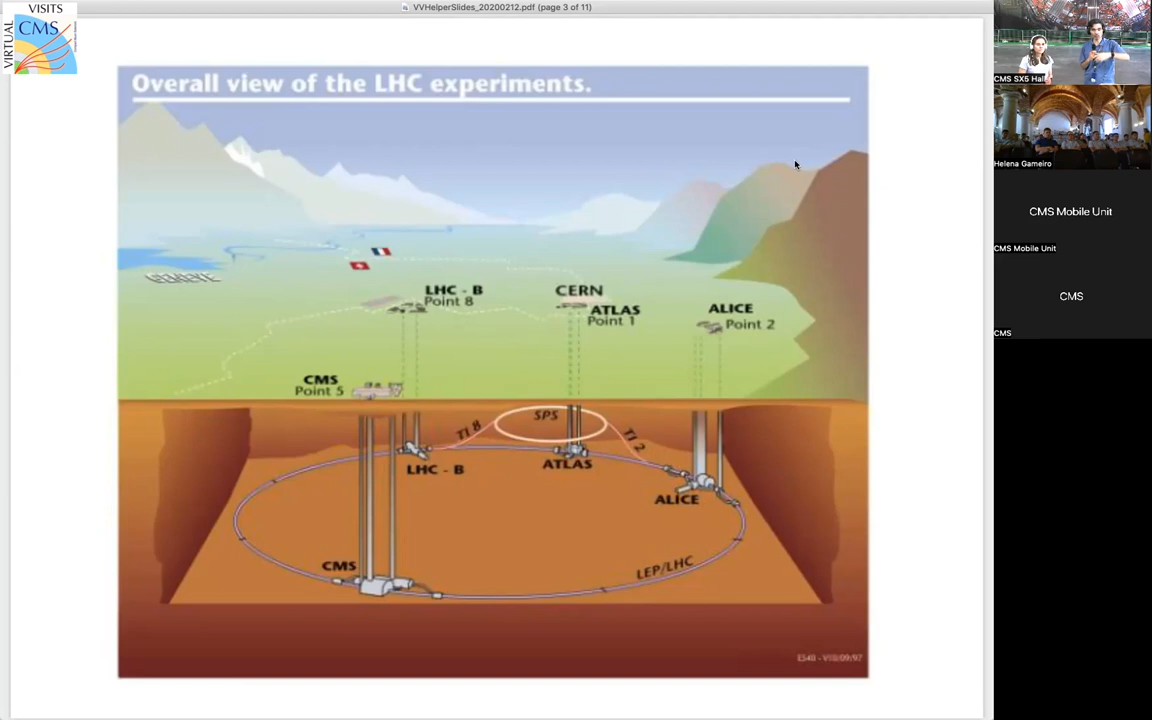 VISITS
VIRTUAL
CMS
VVHelperSlides_20200212.pdf (page 3 of 11)
Overall view of the LHC experiments.
LHC - B
Point 8
CERN
ATLAS
Point 1
ALICE
Point 2
CMS
Point 5
SPS
TI 8
TI 2
LHC - B
ATLAS
ALICE
CMS
LEP/LHC
CMS SX5 Hall
Helena Gameiro
CMS Mobile Unit
CMS Mobile Unit
CMS
CMS